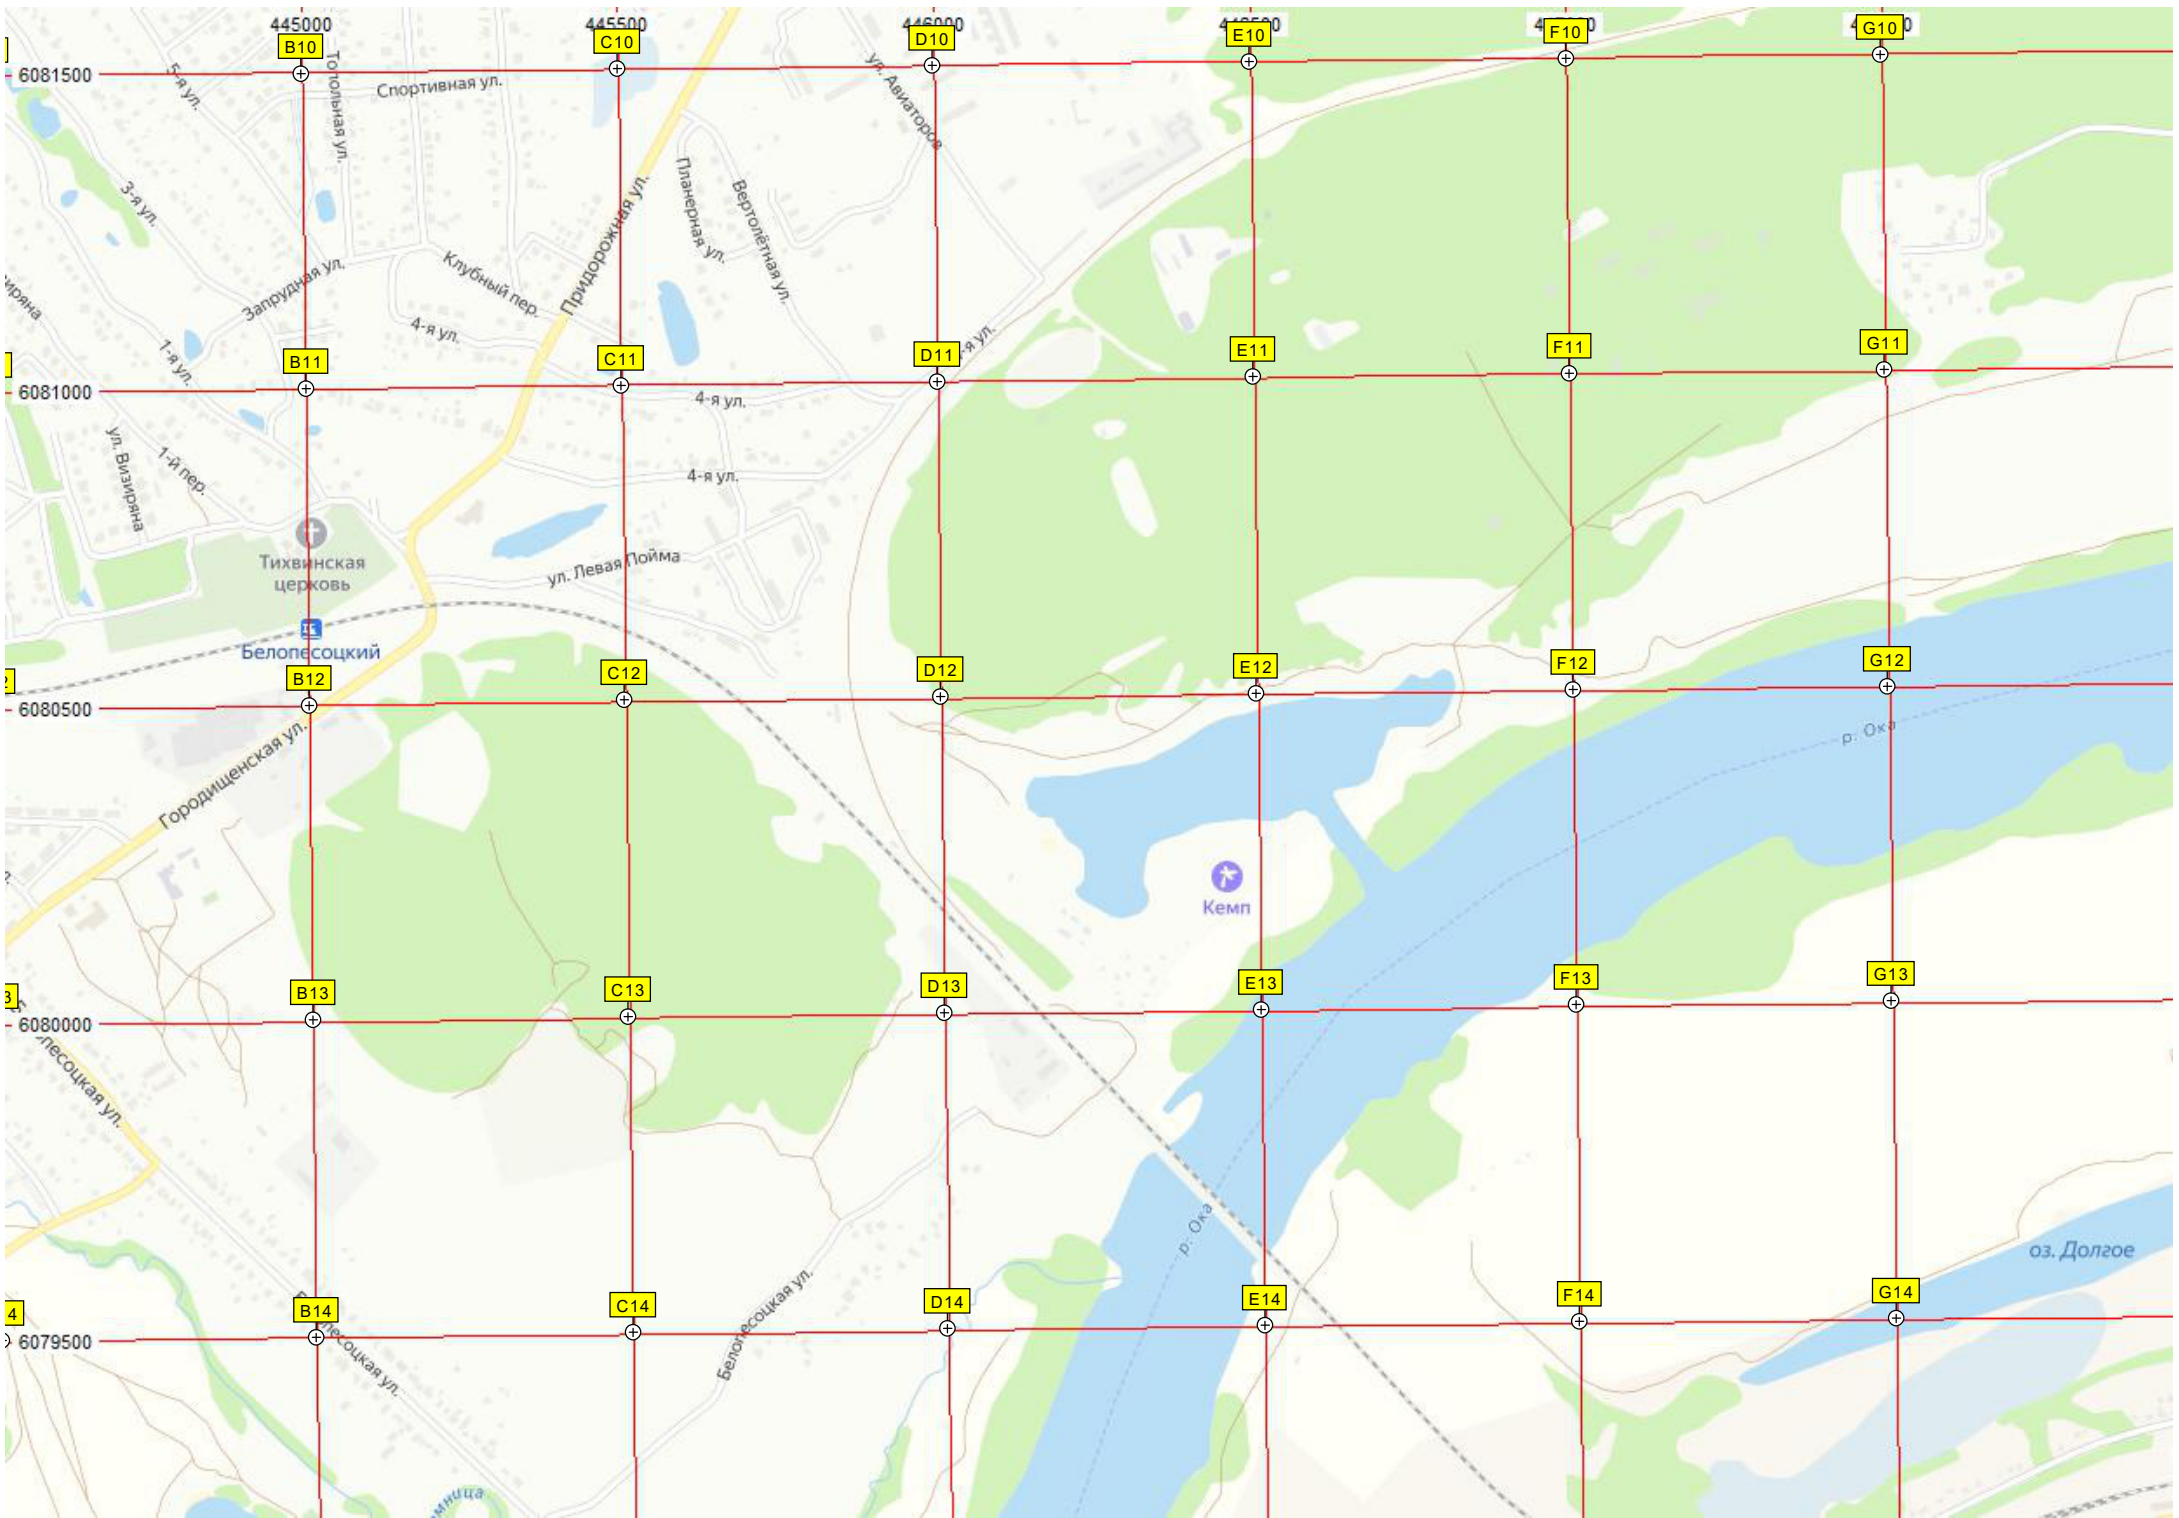 445000
445500
446000
B10
C10
D10
E10
F10
G10
6081500
5-я ул.
Топольная ул.
Спортивная ул.
ул. Авиаторов
3-я ул.
Планерная ул.
Вертолётная ул.
Придорожная ул.
Запрудная ул.
Клубный пер.
4-я ул.
1-я ул.
B11
C11
D11
E11
F11
G11
6081000
4-я ул.
ул. Визиряна
1-й пер.
4-я ул.
Тихвинская
церковь
ул. Левая Пойма
Белопесоцкий
B12
C12
D12
E12
F12
G12
6080500
Городищенская ул.
р. Ока
Кемп
B13
C13
D13
E13
F13
G13
6080000
р. Ока
оз. Долгое
B14
C14
D14
E14
F14
G14
6079500
Белопесоцкая ул.